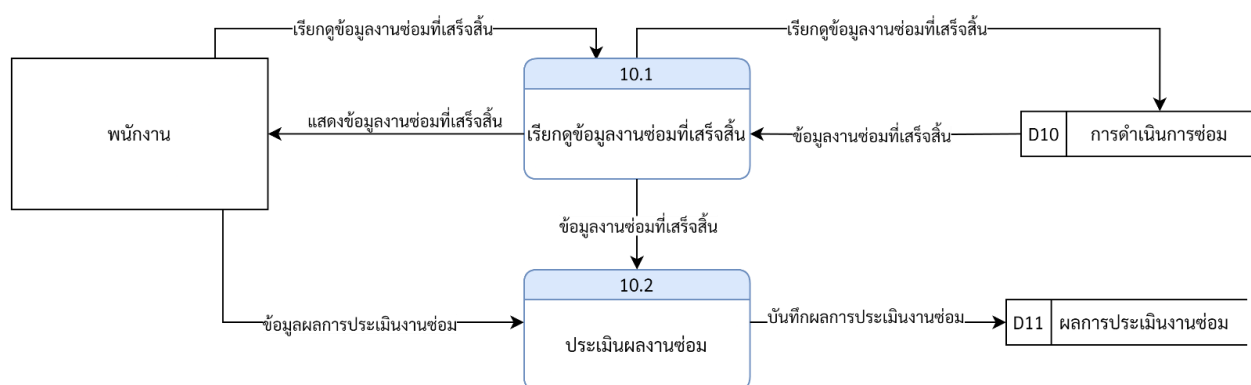 เรียกดูข้อมูลงานซ่อมที่เสร็จสิ้น
เรียกดูข้อมูลงานซ่อมที่เสร็จสิ้น
10.1
พนักงาน
แสดงข้อมูลงานซ่อมที่เสร็จสิ้น
เรียกดูข้อมูลงานซ่อมที่เสร็จสิ้น
ข้อมูลงานซ่อมที่เสร็จสิ้น
D10
การดำเนินการซ่อม
ข้อมูลงานซ่อมที่เสร็จสิ้น
10.2
ข้อมูลผลการประเมินงานซ่อม
ประเมินผลงานซ่อม
บันทึกผลการประเมินงานซ่อม
D11
ผลการประเมินงานซ่อม